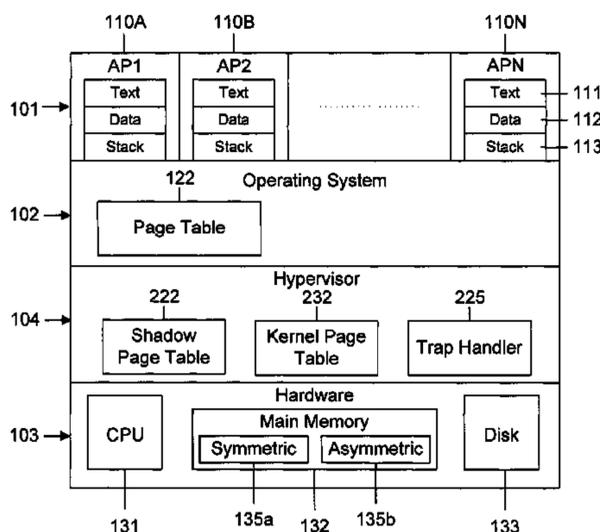 110A 110B 110N
AP1 AP2 APN
Text Text Text 111
101 Data Data Data 112
Stack Stack Stack 113
122 Operating System
102 Page Table
Hypervisor
222 232 225
104 Shadow Page Table Kernel Page Table Trap Handler
Hardware
103 CPU Main Memory Disk
Symmetric Asymmetric
131 135a 132 135b 133